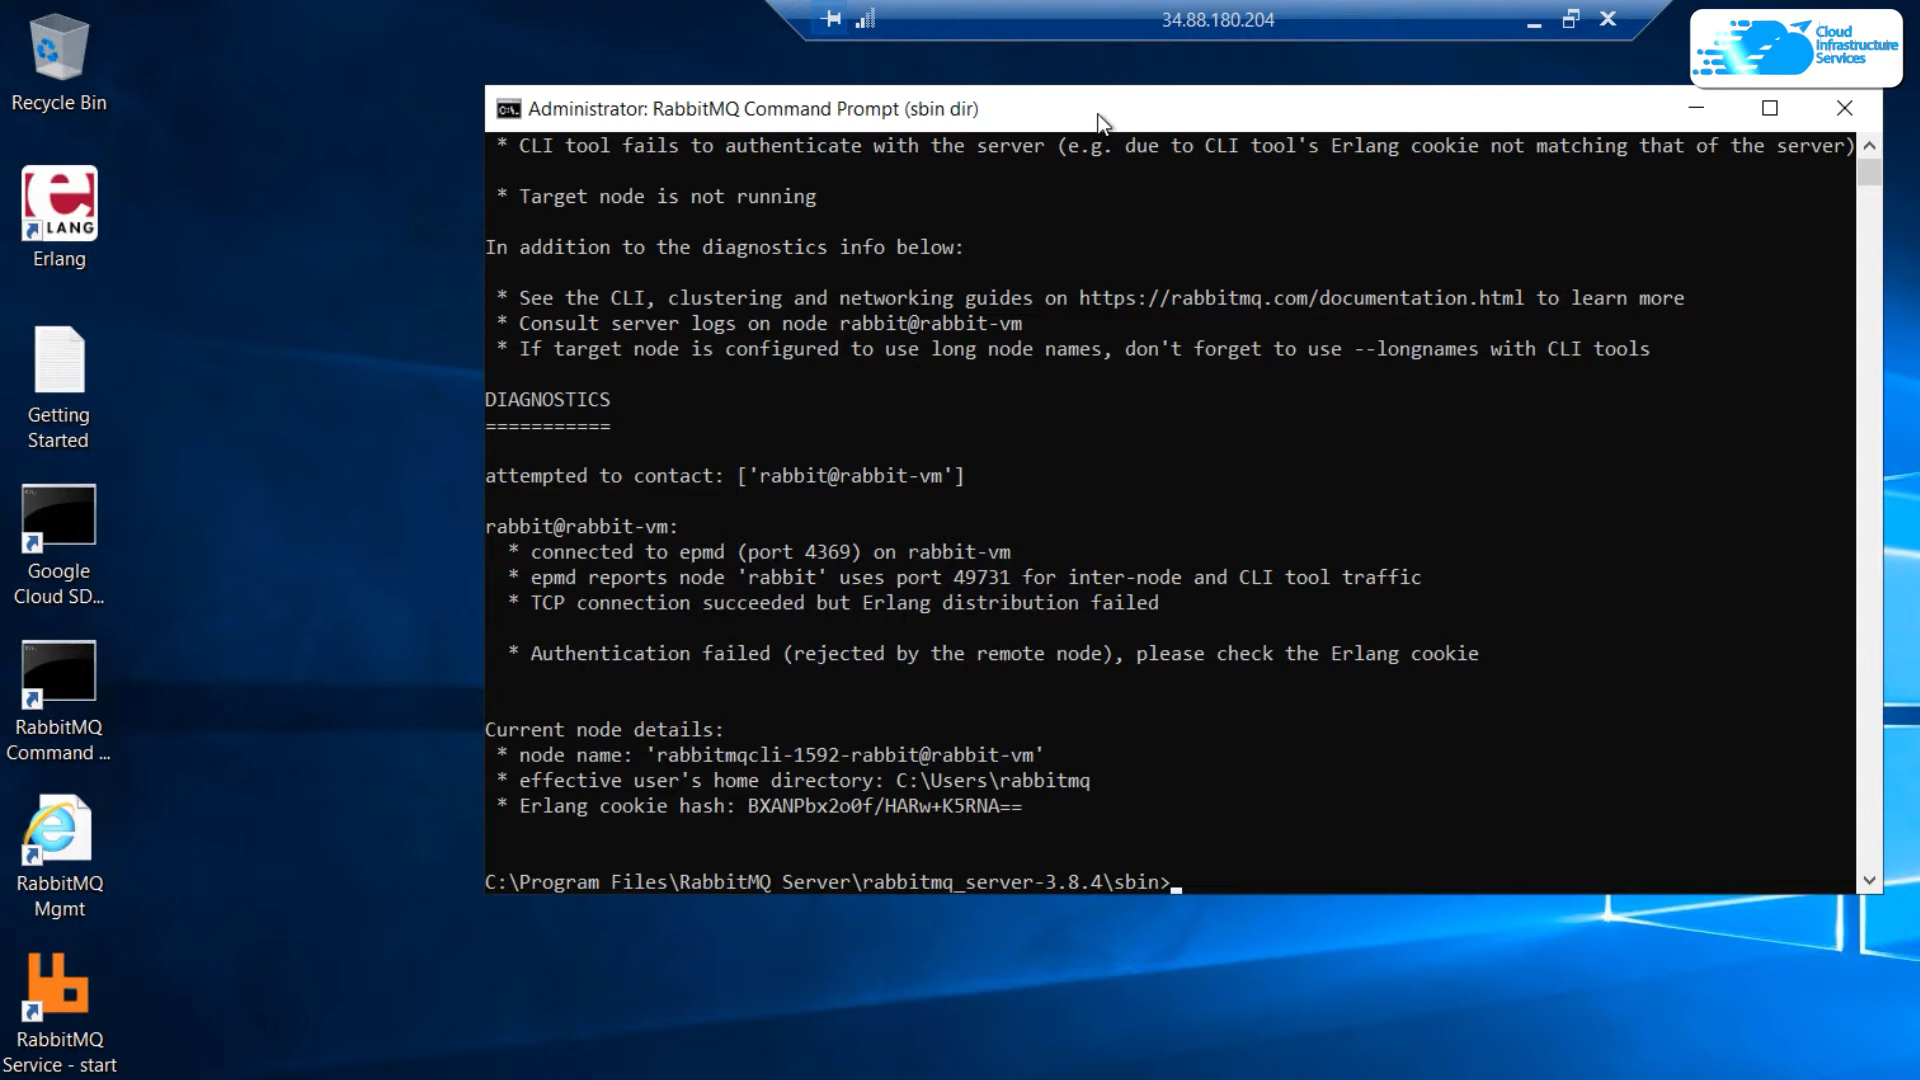 34.88.180.204
Cloud
Infrastructure
Services
Recycle Bin
LANG
Erlang
Getting
Started
Google
Cloud SD...
RabbitMQ
Command ...
RabbitMQ
Mgmt
RabbitMQ
Service - start
Administrator: RabbitMQ Command Prompt (sbin dir)
* CLI tool fails to authenticate with the server (e.g. due to CLI tool's Erlang cookie not matching that of the server)
* Target node is not running
In addition to the diagnostics info below:
* See the CLI, clustering and networking guides on https://rabbitmq.com/documentation.html to learn more
* Consult server logs on node rabbit@rabbit-vm
* If target node is configured to use long node names, don't forget to use --longnames with CLI tools
DIAGNOSTICS
===========
attempted to contact: ['rabbit@rabbit-vm']
rabbit@rabbit-vm:
* connected to epmd (port 4369) on rabbit-vm
* epmd reports node 'rabbit' uses port 49731 for inter-node and CLI tool traffic
* TCP connection succeeded but Erlang distribution failed
* Authentication failed (rejected by the remote node), please check the Erlang cookie
Current node details:
* node name: 'rabbitmqcli-1592-rabbit@rabbit-vm'
* effective user's home directory: C:\Users\rabbitmq
* Erlang cookie hash: BXANPbx2o0f/HARw+K5RNA==
C:\Program Files\RabbitMQ Server\rabbitmq_server-3.8.4\sbin>